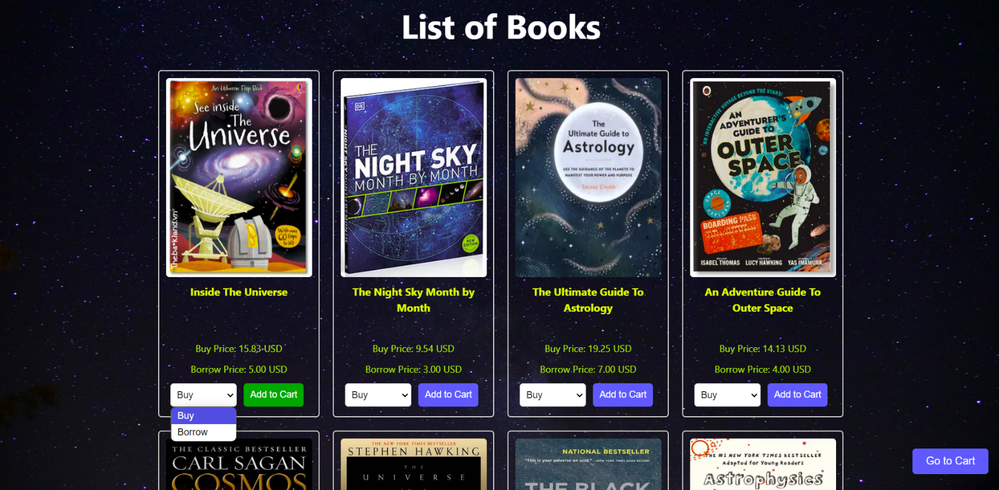 List of Books
An Usborne Flap Book
See inside
The
Universe
With over
60 flaps
to lift
Inside The Universe
Buy Price: 15.83 USD
Borrow Price: 5.00 USD
Buy
Add to Cart
Buy
Borrow
DK
THE
NIGHT SKY
MONTH BY MONTH
NEW
EDITION
The Night Sky Month by
Month
Buy Price: 9.54 USD
Borrow Price: 3.00 USD
Buy
Add to Cart
The
Ultimate Guide to
Astrology
USE THE GUIDANCE OF THE PLANETS TO
MANIFEST YOUR POWER AND PURPOSE
Tanaaz Chubb
The Ultimate Guide To
Astrology
Buy Price: 19.25 USD
Borrow Price: 7.00 USD
Buy
Add to Cart
AN INTERACTIVE VOYAGE BEYOND THE STARS!
AN
ADVENTURER'S
GUIDE TO
OUTER
SPACE
SPACE
EXPLORER
BOARDING PASS
ISABEL THOMAS LUCY HAWKING YAS IMAMURA
An Adventure Guide To
Outer Space
Buy Price: 14.13 USD
Borrow Price: 4.00 USD
Buy
Add to Cart
THE CLASSIC BESTSELLER
CARL SAGAN
COSMOS
THE NEW YORK TIMES BESTSELLER
STEPHEN HAWKING
THE
UNIVERSE
NATIONAL BESTSELLER
"This is your universe on acid." —NEW YORK TIMES BOOK REVIEW
THE BLACK
THE #1 NEW YORK TIMES BESTSELLER
Adapted for Young Readers
Astrophysics
Go to Cart